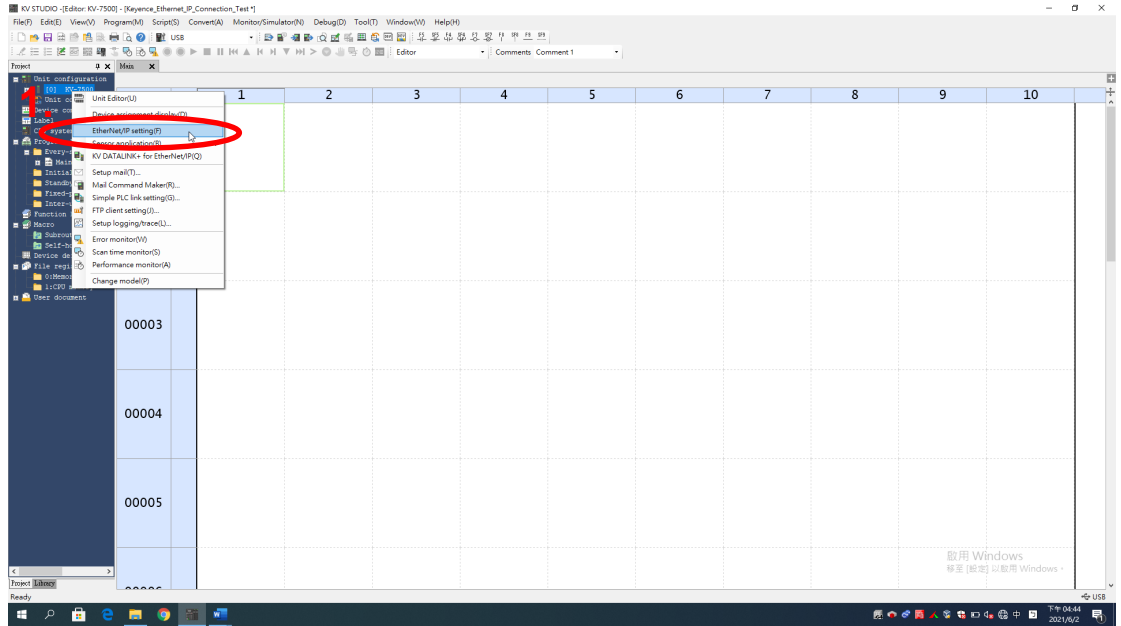 KV STUDIO -[Editor: KV-7500] - [Keyence_Ethernet_IP_Connection_Test *]
File(F) Edit(E) View(V) Program(M) Script(S) Convert(A) Monitor/Simulator(N) Debug(D) Tool(T) Window(W) Help(H)
USB
Editor
Comments Comment 1
Project
Main
Unit configuration
[0] KV-7500
1.
Unit Editor(U)
Device assignment display(D)
EtherNet/IP setting(F)
Sensor application(B)
KV DATALINK+ for EtherNet/IP(Q)
Setup mail(T)...
Mail Command Maker(R)...
Simple PLC link setting(G)...
FTP client setting(J)...
Setup logging/trace(L)...
Error monitor(W)
Scan time monitor(S)
Performance monitor(A)
Change model(P)
Label
Main
Macro
User document
1 2 3 4 5 6 7 8 9 10
00003
00004
00005
啟用 Windows
移至 [設定] 以啟用 Windows。
Project Library
Ready
USB
中
下午 04:44
2021/6/2